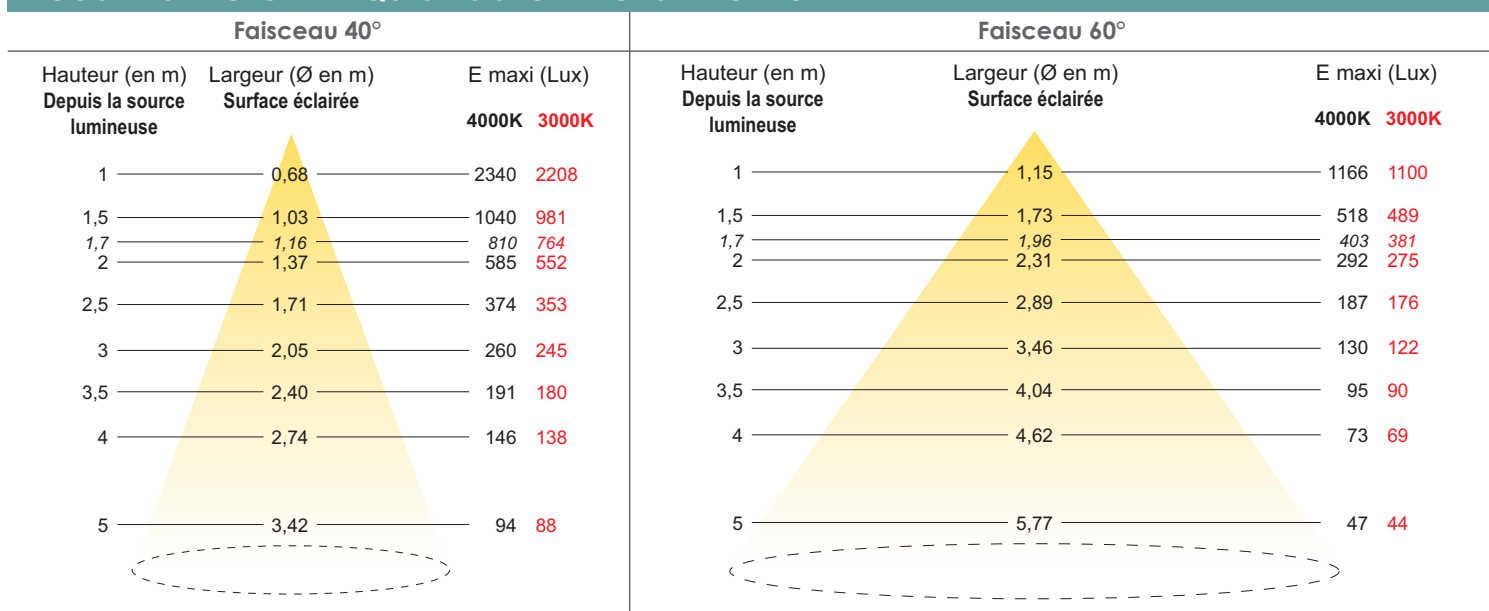 Faisceau 40°
Hauteur (en m) Largeur (Ø en m) E maxi (Lux)
Depuis la source Surface éclairée
lumineuse
4000K 3000K
1 0,68 2340 2208
1,5 1,03 1040 981
1,7 1,16 810 764
2 1,37 585 552
2,5 1,71 374 353
3 2,05 260 245
3,5 2,40 191 180
4 2,74 146 138
5 3,42 94 88
Faisceau 60°
Hauteur (en m) Largeur (Ø en m) E maxi (Lux)
Depuis la source Surface éclairée
lumineuse
4000K 3000K
1 1,15 1166 1100
1,5 1,73 518 489
1,7 1,96 403 381
2 2,31 292 275
2,5 2,89 187 176
3 3,46 130 122
3,5 4,04 95 90
4 4,62 73 69
5 5,77 47 44